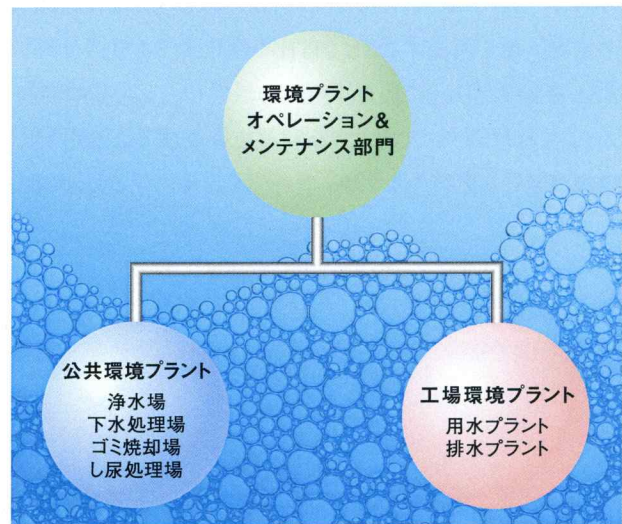 環境プラント
オペレーション&
メンテナンス部門
公共環境プラント
浄水場
下水処理場
ゴミ焼却場
し尿処理場
工場環境プラント
用水プラント
排水プラント